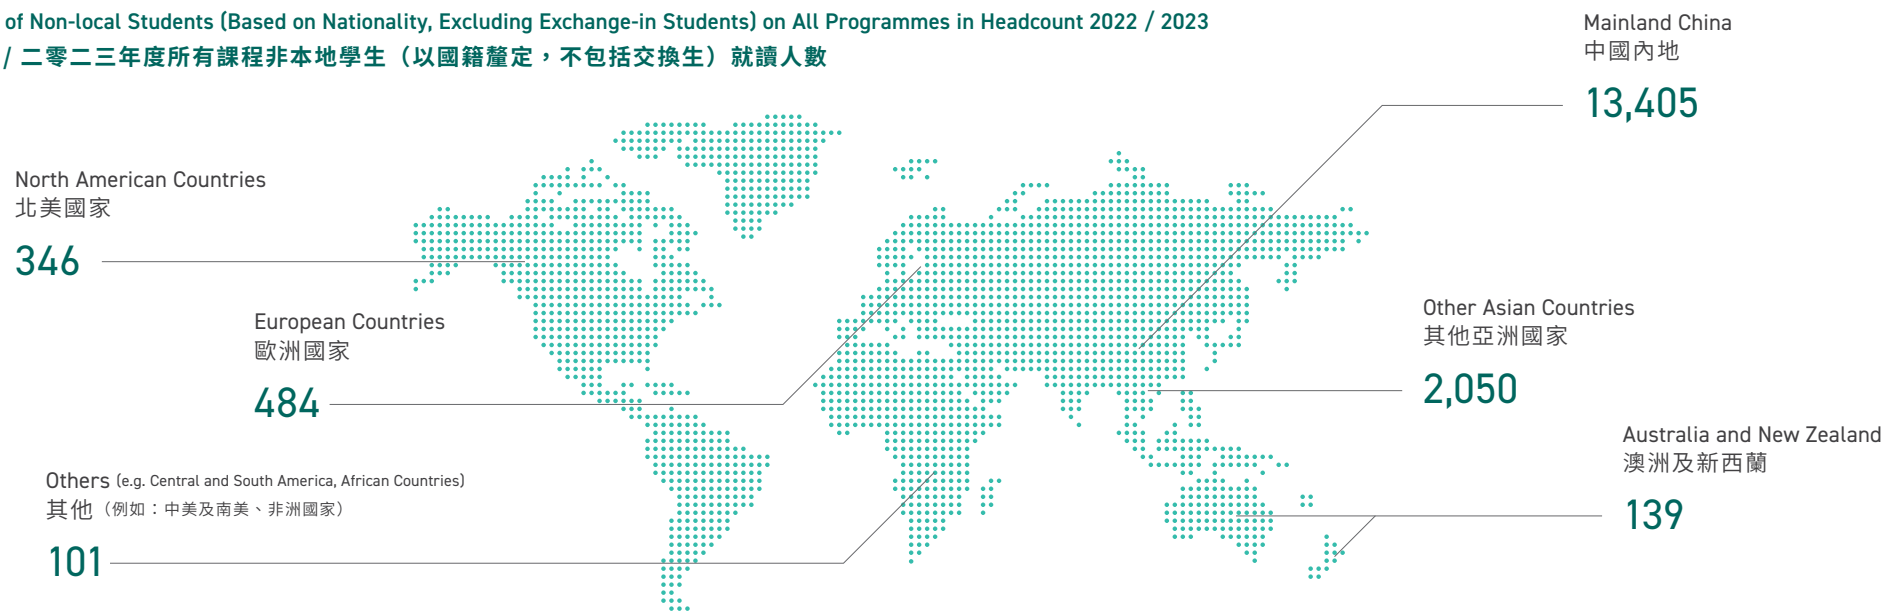 of Non-local Students (Based on Nationality, Excluding Exchange-in Students) on All Programmes in Headcount 2022 / 2023
/ 二零二三年度所有課程非本地學生（以國籍釐定，不包括交換生）就讀人數
Mainland China
中國內地
13,405
North American Countries
北美國家
346
European Countries
歐洲國家
484
Other Asian Countries
其他亞洲國家
2,050
Australia and New Zealand
澳洲及新西蘭
139
Others (e.g. Central and South America, African Countries)
其他（例如：中美及南美、非洲國家）
101